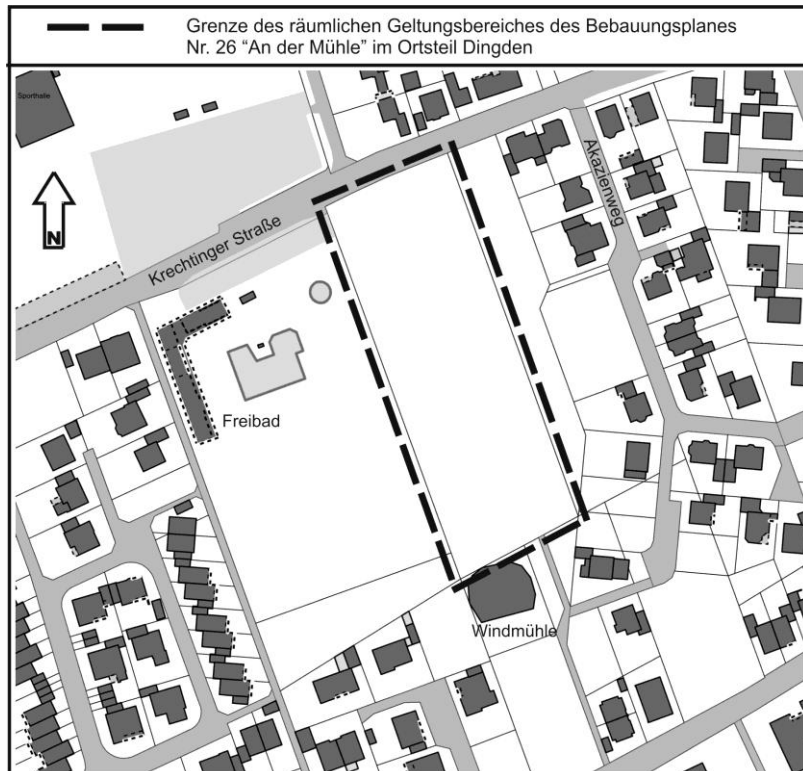 Grenze des räumlichen Geltungsbereiches des Bebauungsplanes
Nr. 26 “An der Mühle” im Ortsteil Dingden
Sporthalle
N
Krechtinger Straße
Akazienweg
Freibad
Windmühle